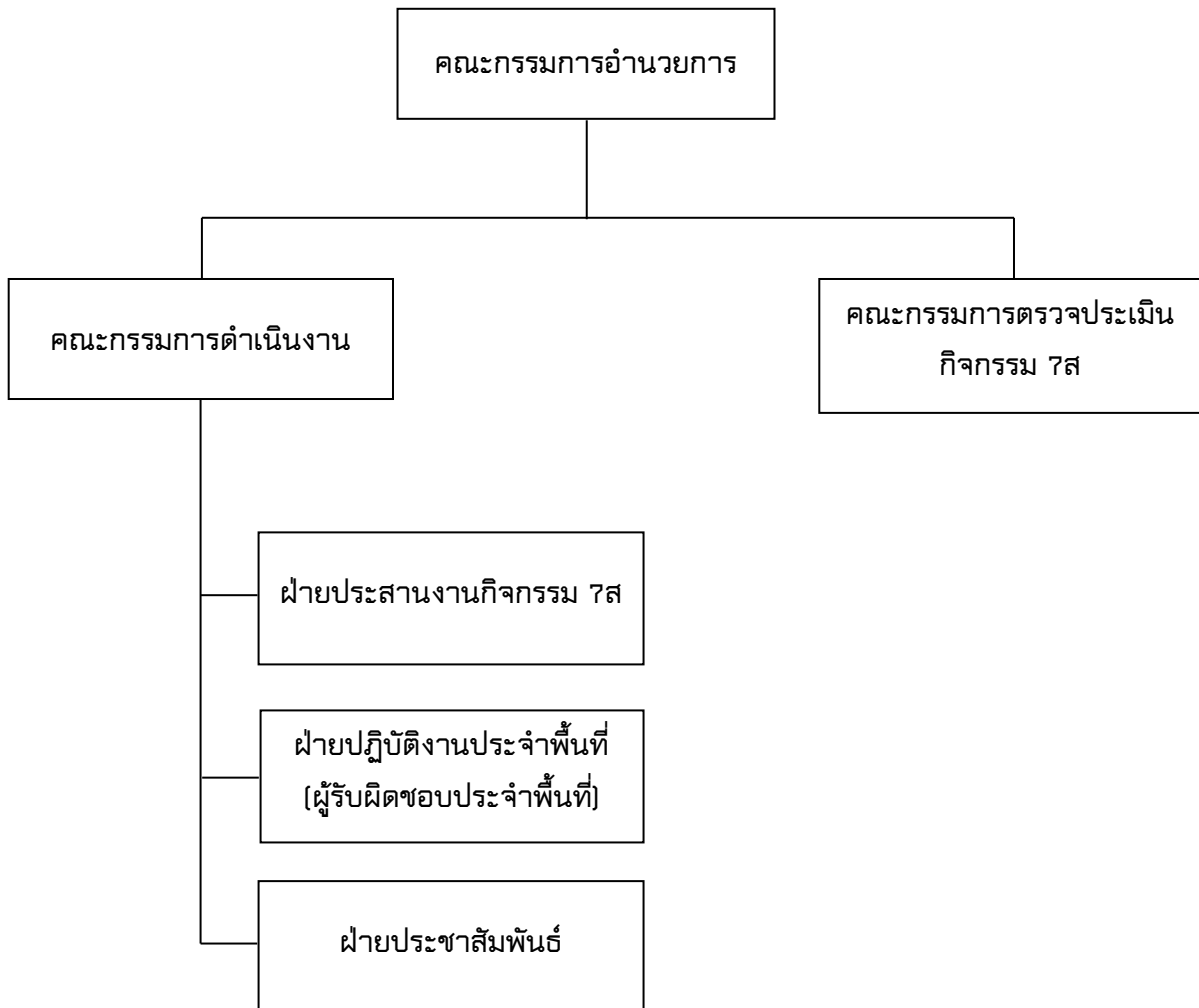 คณะกรรมการอำนวยการ
คณะกรรมการดำเนินงาน
คณะกรรมการตรวจประเมิน
กิจกรรม 7ส
ฝ่ายประสานงานกิจกรรม 7ส
ฝ่ายปฏิบัติงานประจำพื้นที่
(ผู้รับผิดชอบประจำพื้นที่)
ฝ่ายประชาสัมพันธ์